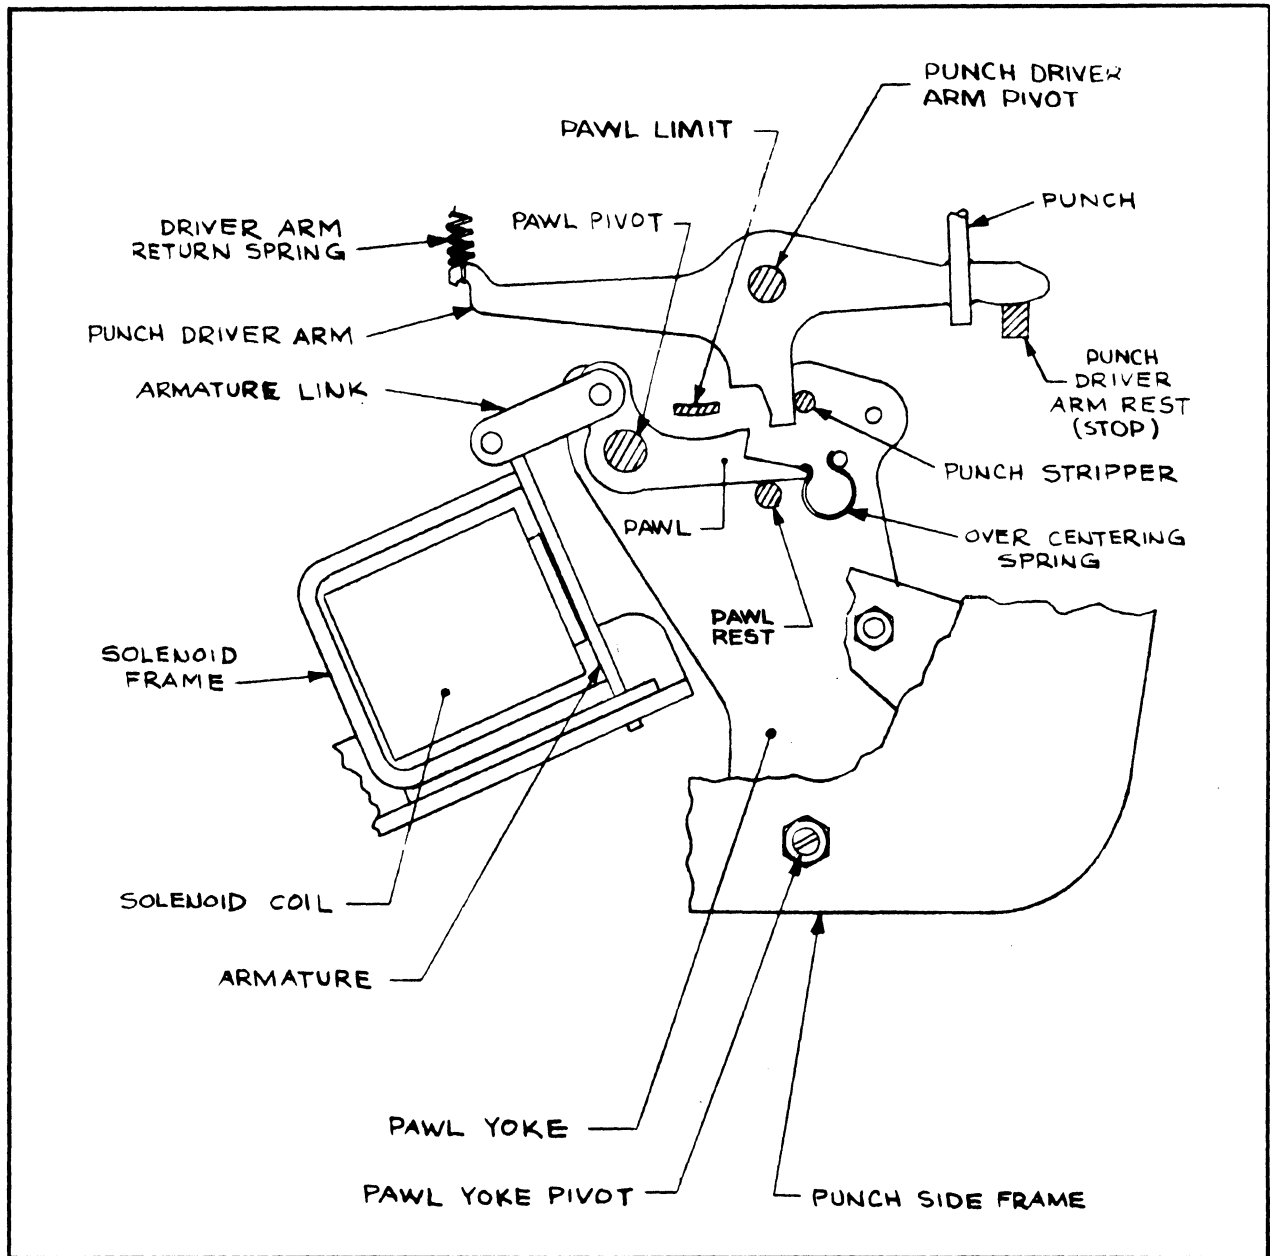 PUNCH DRIVER
ARM PIVOT
PAWL LIMIT
PUNCH
DRIVER ARM
RETURN SPRING
PAWL PIVOT
PUNCH DRIVER ARM
ARMATURE LINK
PUNCH
DRIVER
ARM REST
(STOP)
PUNCH STRIPPER
PAWL
OVER CENTERING
SPRING
PAWL
REST
SOLENOID
FRAME
SOLENOID COIL
ARMATURE
PAWL YOKE
PAWL YOKE PIVOT
PUNCH SIDE FRAME